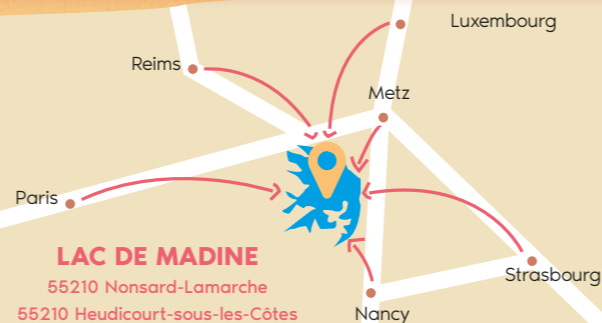 Luxembourg
Reims
Metz
Paris
LAC DE MADINE
55210 Nonsard-Lamarche
55210 Heudicourt-sous-les-Côtes
Strasbourg
Nancy